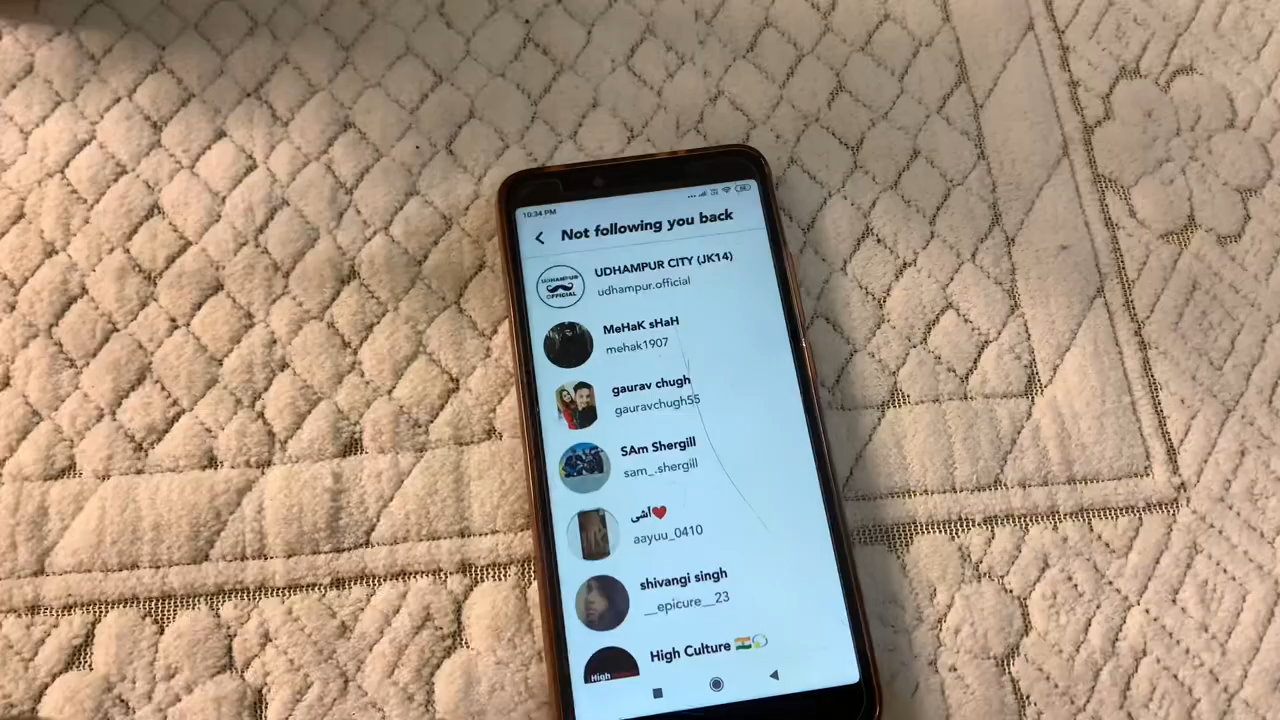 10:34 PM
Not following you back
UDHAMPUR OFFICIAL
UDHAMPUR CITY (JK14)
udhampur.official
MeHaK sHaH
mehak1907
gaurav chugh
gauravchugh55
SAm Shergill
sam_.shergill
آشی❤️
aayuu_0410
shivangi singh
__epicure__23
High
High Culture 🇮🇳